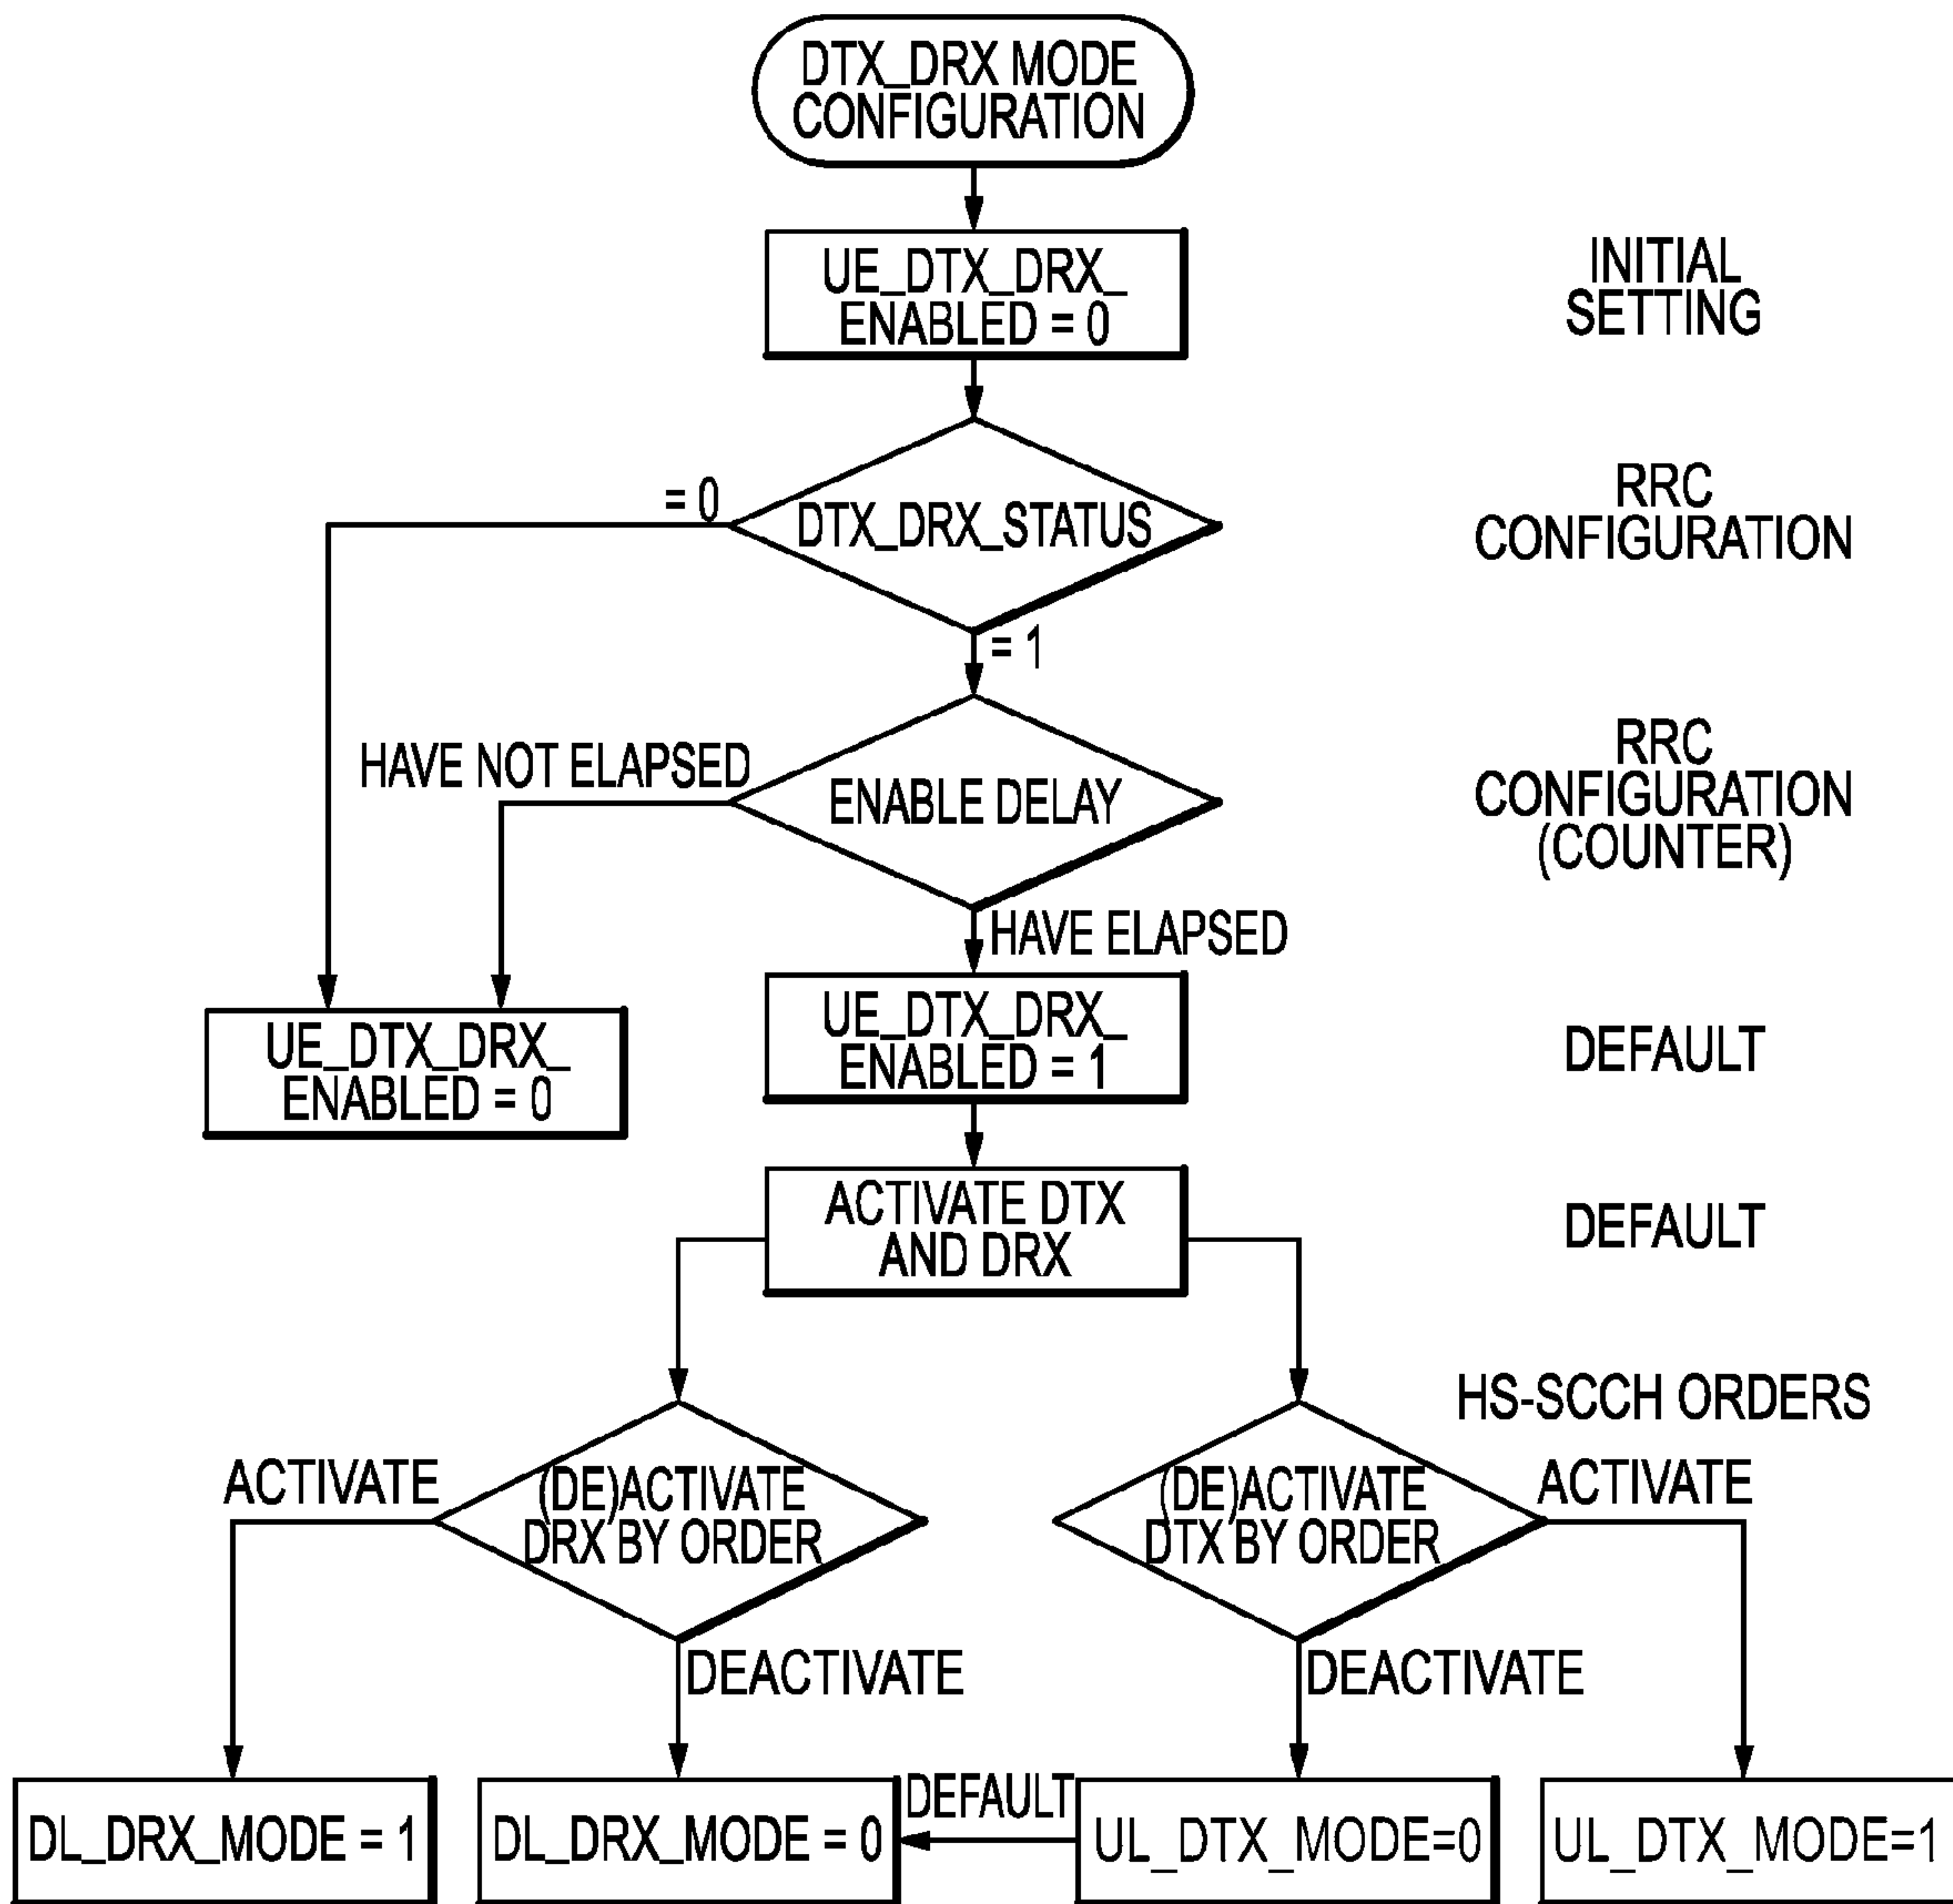 DTX_DRX MODE
CONFIGURATION
UE_DTX_DRX_
ENABLED = 0
INITIAL
SETTING
= 0
DTX_DRX_STATUS
RRC
CONFIGURATION
= 1
HAVE NOT ELAPSED
ENABLE DELAY
RRC
CONFIGURATION
(COUNTER)
HAVE ELAPSED
UE_DTX_DRX_
ENABLED = 0
UE_DTX_DRX_
ENABLED = 1
DEFAULT
ACTIVATE DTX
AND DRX
DEFAULT
HS-SCCH ORDERS
ACTIVATE
(DE)ACTIVATE
DRX BY ORDER
(DE)ACTIVATE
DTX BY ORDER
ACTIVATE
DEACTIVATE
DEACTIVATE
DL_DRX_MODE = 1
DL_DRX_MODE = 0
DEFAULT
UL_DTX_MODE=0
UL_DTX_MODE=1